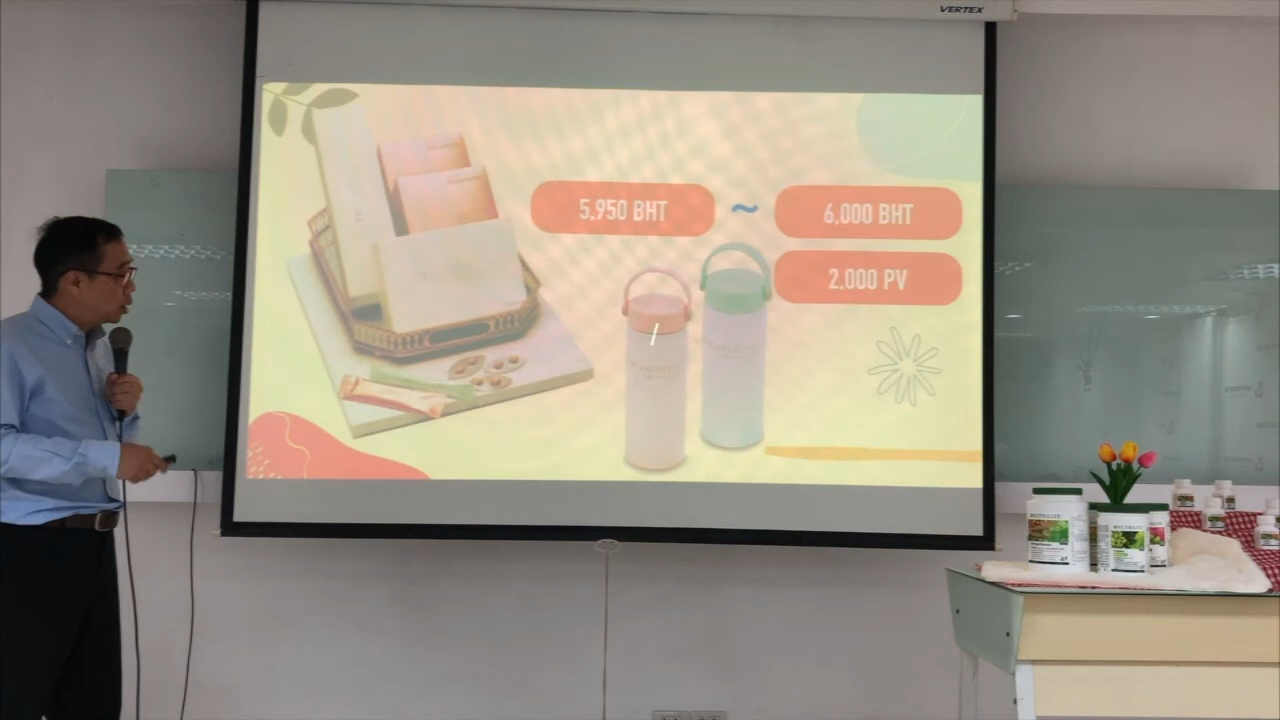 VERTEX
5,950 BHT ~ 6,000 BHT
2,000 PV
NUTRILITE
NUTRILITE